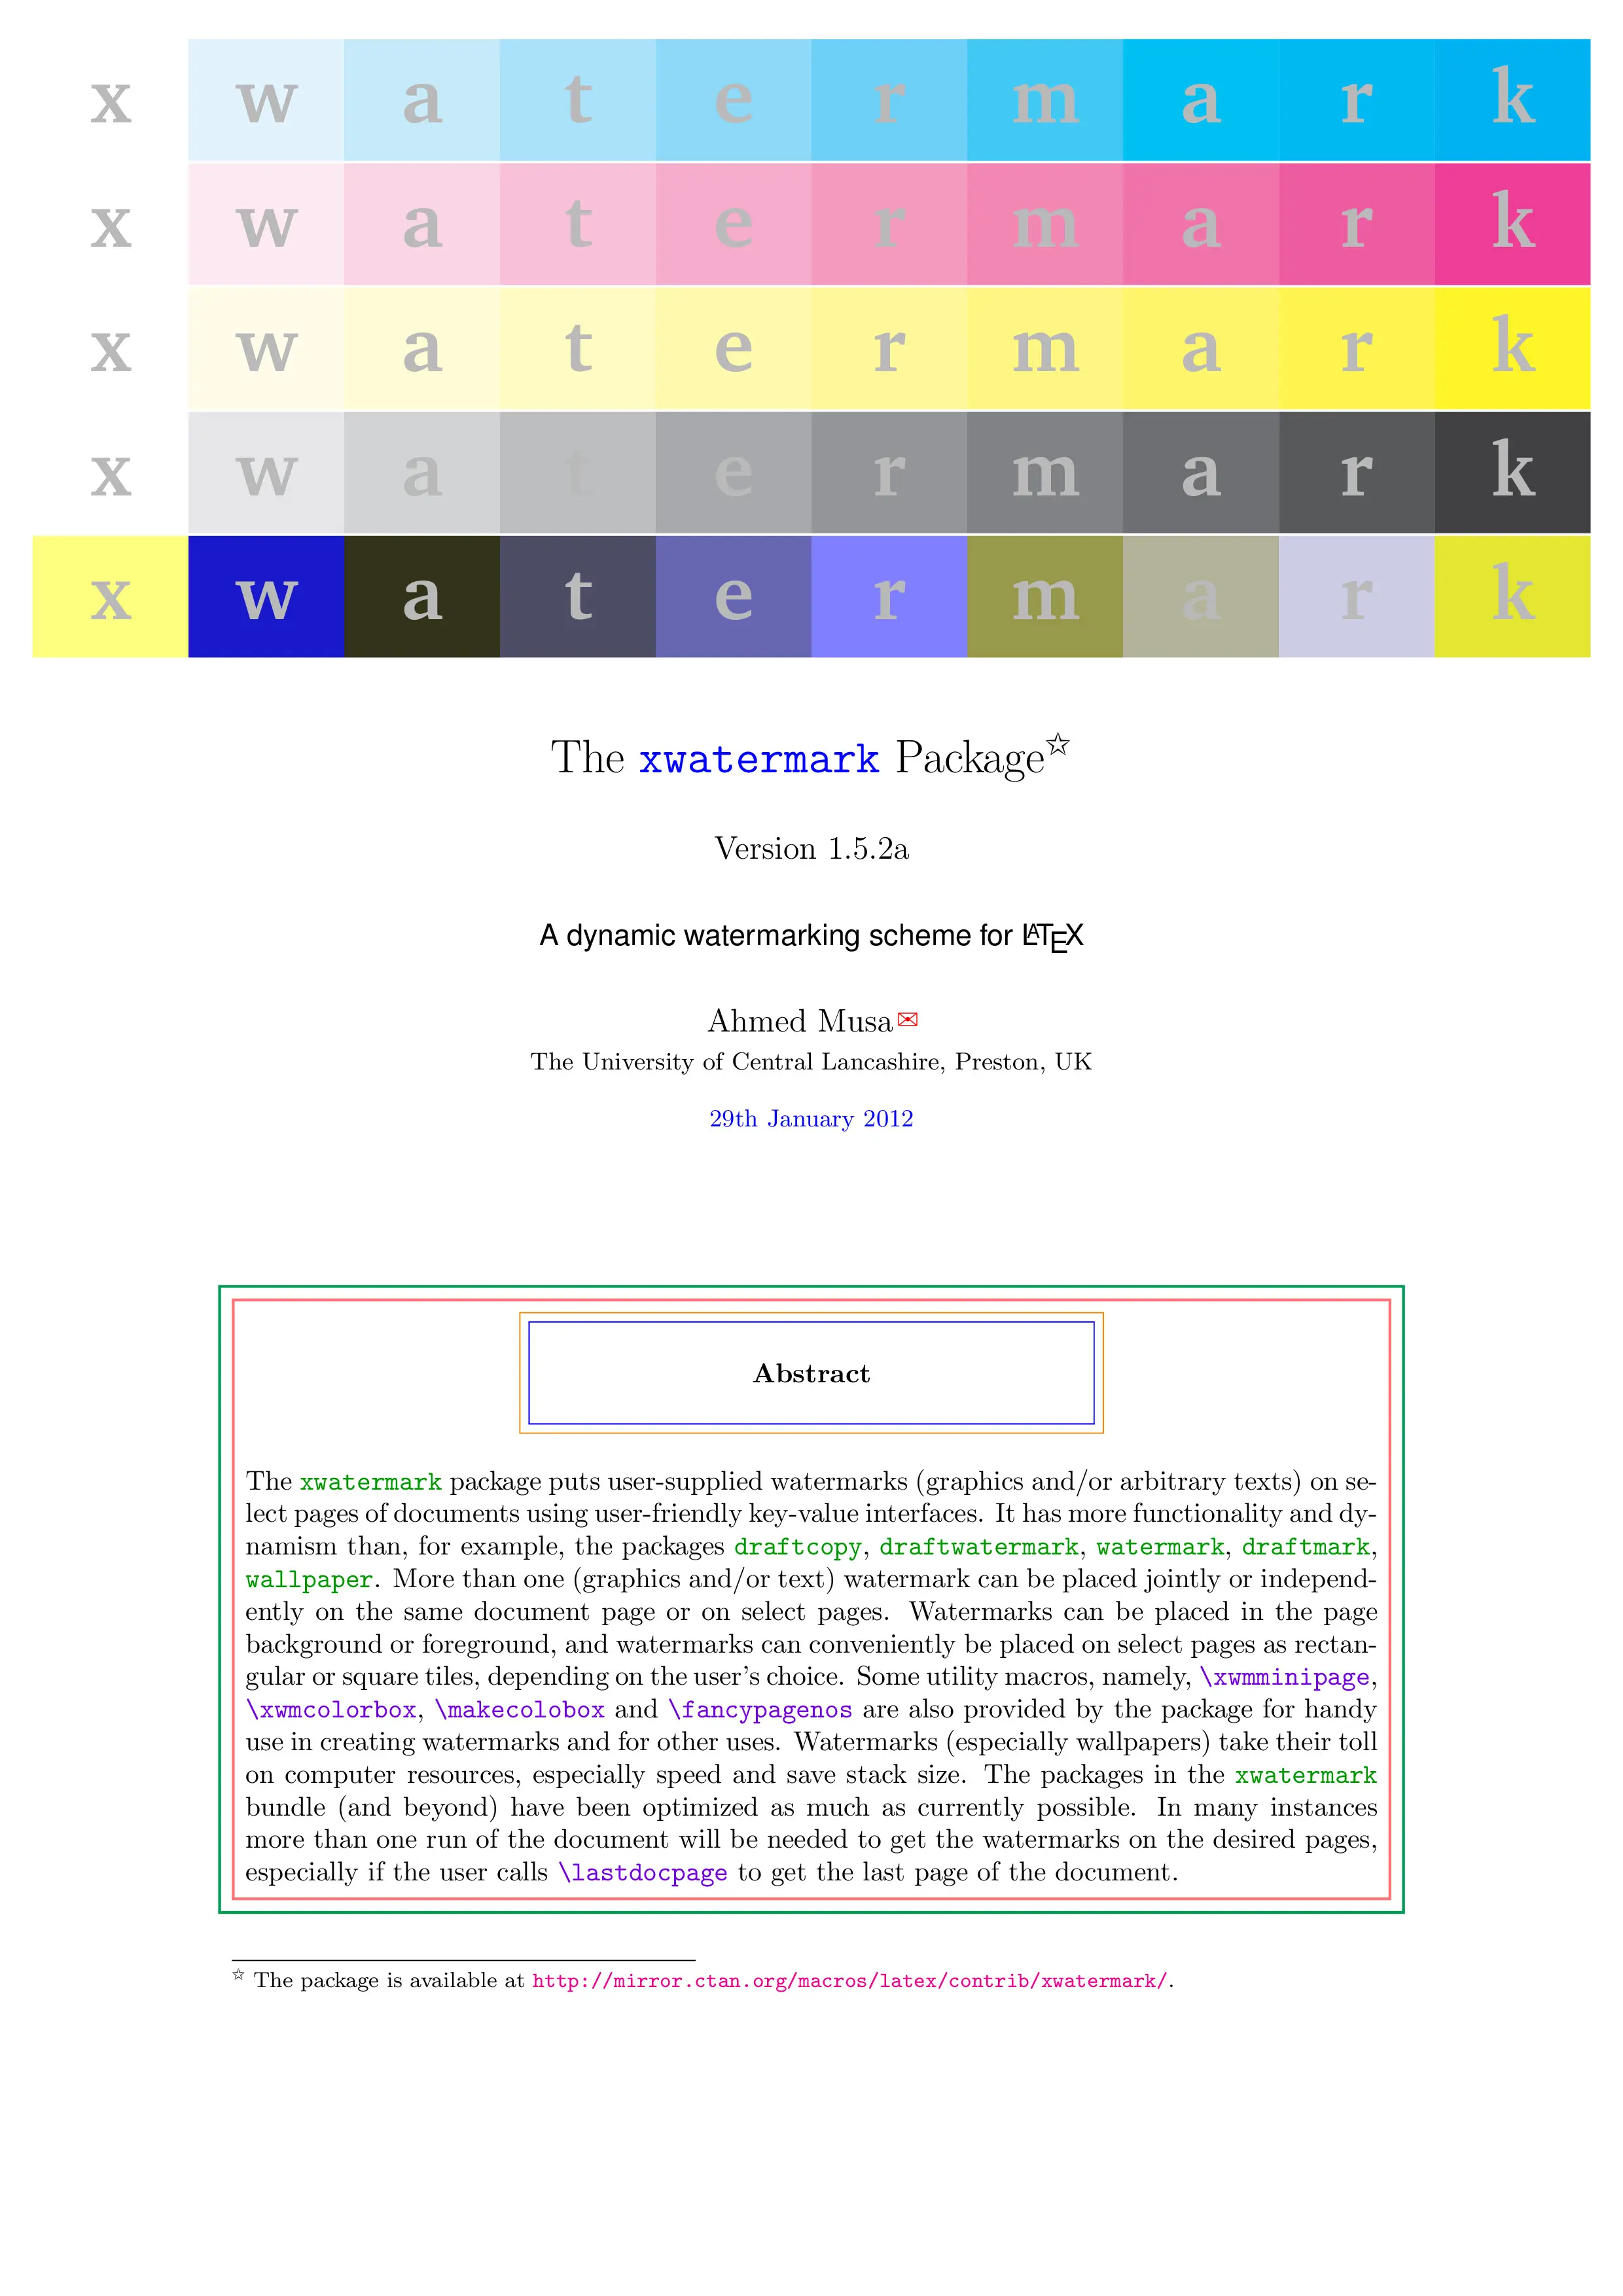 x w a t e r m a r k
x w a t e r m a r k
x w a t e r m a r k
x w a t e r m a r k
x w a t e r m a r k
The xwatermark Package☆
Version 1.5.2a
A dynamic watermarking scheme for LATEX
Ahmed Musa✉
The University of Central Lancashire, Preston, UK
29th January 2012
Abstract
The xwatermark package puts user-supplied watermarks (graphics and/or arbitrary texts) on se-
lect pages of documents using user-friendly key-value interfaces. It has more functionality and dy-
namism than, for example, the packages draftcopy, draftwatermark, watermark, draftmark,
wallpaper. More than one (graphics and/or text) watermark can be placed jointly or independ-
ently on the same document page or on select pages. Watermarks can be placed in the page
background or foreground, and watermarks can conveniently be placed on select pages as rectan-
gular or square tiles, depending on the user's choice. Some utility macros, namely, \xwmminipage,
\xwmcolorbox, \makecolobox and \fancypagenos are also provided by the package for handy
use in creating watermarks and for other uses. Watermarks (especially wallpapers) take their toll
on computer resources, especially speed and save stack size. The packages in the xwatermark
bundle (and beyond) have been optimized as much as currently possible. In many instances
more than one run of the document will be needed to get the watermarks on the desired pages,
especially if the user calls \lastdocpage to get the last page of the document.
☆ The package is available at http://mirror.ctan.org/macros/latex/contrib/xwatermark/.